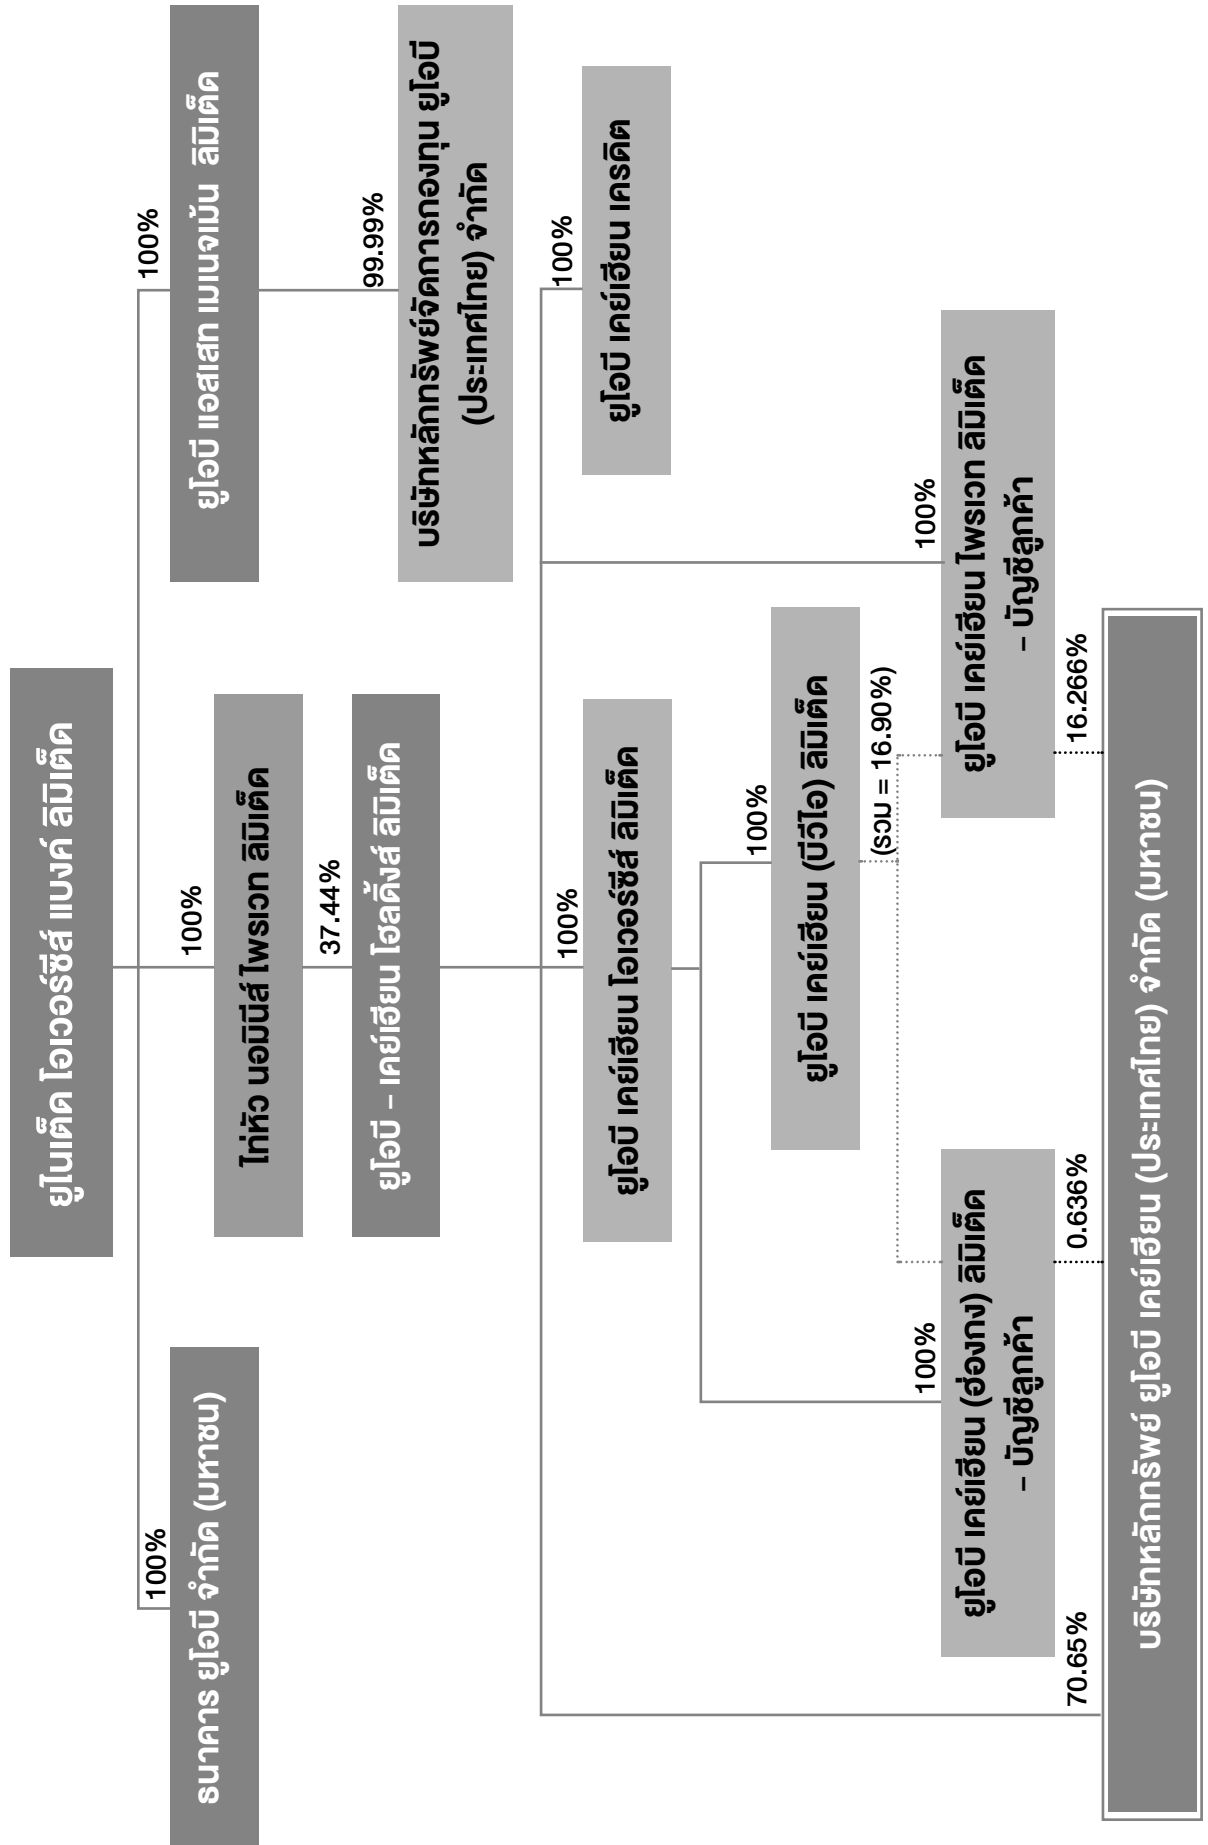 ยูไนเต็ด โอเวอร์ซีส์ แบงค์ ลิมิเต็ด
100%
ธนาคาร ยูโอบี จำกัด (มหาชน)
100%
ไท่หัว นอมินีส์ ไพรเวท ลิมิเต็ด
100%
ยูโอบี แอสเสท เมเนจเม้น ลิมิเต็ด
37.44%
ยูโอบี – เคย์เฮียน โฮลดิ้งส์ ลิมิเต็ด
99.99%
บริษัทหลักทรัพย์จัดการกองทุน ยูโอบี
(ประเทศไทย) จำกัด
100%
ยูโอบี เคย์เฮียน โอเวอร์ซีส์ ลิมิเต็ด
100%
ยูโอบี เคย์เฮียน เครดิต
100%
ยูโอบี เคย์เฮียน (บีวีไอ) ลิมิเต็ด
(รวม = 16.90%)
100%
ยูโอบี เคย์เฮียน (ฮ่องกง) ลิมิเต็ด
– บัญชีลูกค้า
100%
ยูโอบี เคย์เฮียน ไพรเวท ลิมิเต็ด
– บัญชีลูกค้า
70.65%
0.636%
16.266%
บริษัทหลักทรัพย์ ยูโอบี เคย์เฮียน (ประเทศไทย) จำกัด (มหาชน)